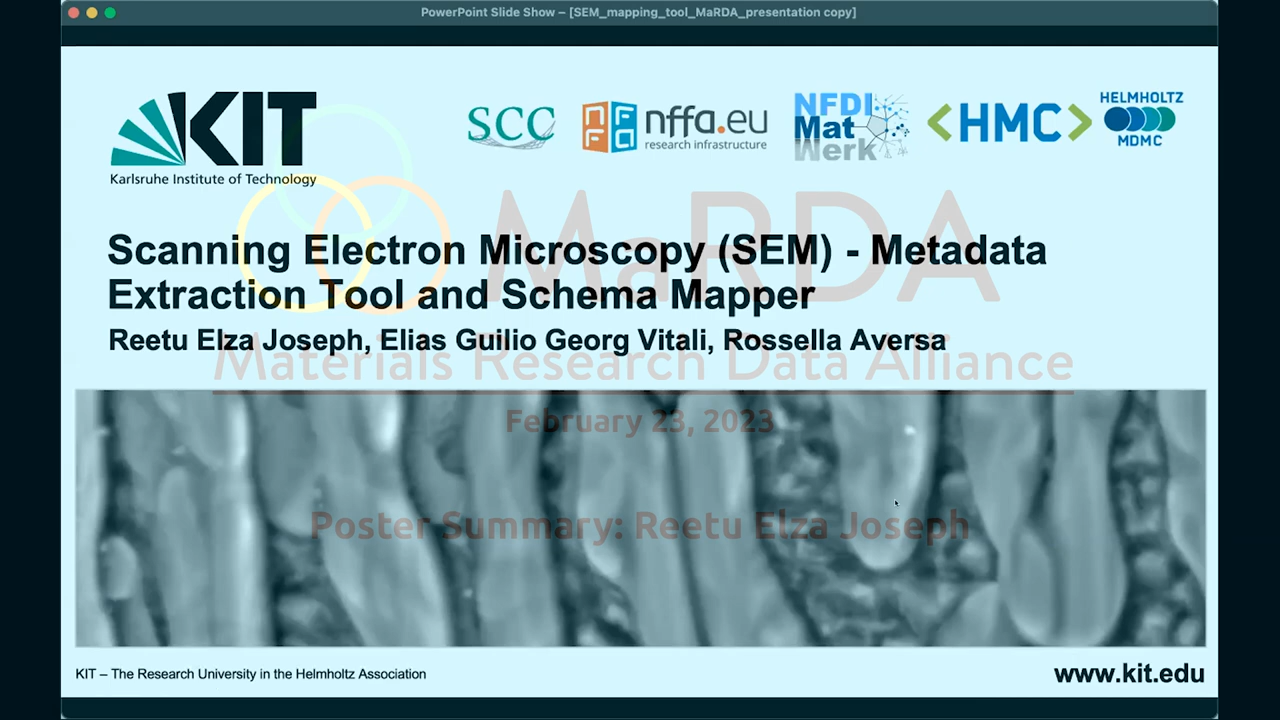 PowerPoint Slide Show – [SEM_mapping_tool_MaRDA_presentation copy]
KIT
Karlsruhe Institute of Technology
SCC
nffa.eu
research infrastructure
NFDI
Mat
Werk
<HMC>
HELMHOLTZ
MDMC
MaRDA
Scanning Electron Microscopy (SEM) - Metadata
Extraction Tool and Schema Mapper
Reetu Elza Joseph, Elias Guilio Georg Vitali, Rossella Aversa
Materials Research Data Alliance
February 23, 2023
Poster Summary: Reetu Elza Joseph
KIT – The Research University in the Helmholtz Association
www.kit.edu